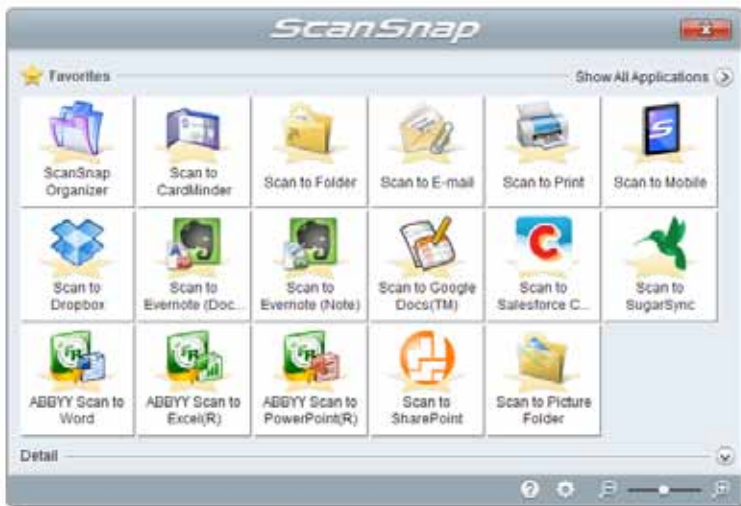 ScanSnap
Favorites
Show All Applications
ScanSnap
Organizer
Scan to
CardMinder
Scan to Folder
Scan to E-mail
Scan to Print
Scan to Mobile
Scan to
Dropbox
Scan to
Evernote (Doc...
Scan to
Evernote (Note)
Scan to Google
Docs(TM)
Scan to
Salesforce C...
Scan to
SugarSync
ABBYY Scan to
Word
ABBYY Scan to
Excel(R)
ABBYY Scan to
PowerPoint(R)
Scan to
SharePoint
Scan to Picture
Folder
Detail